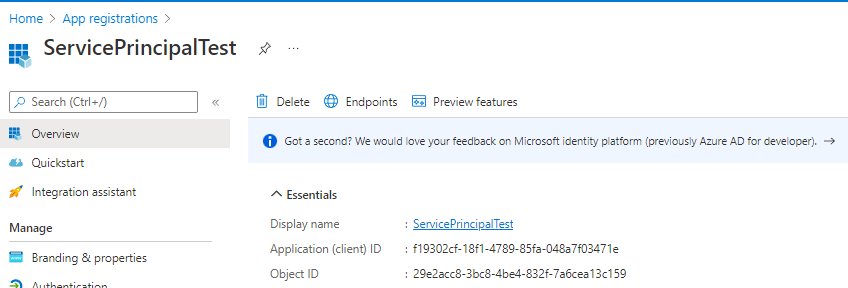 Home > App registrations >
ServicePrincipalTest ...
Search (Ctrl+/) «
Delete Endpoints Preview features
Overview
Got a second? We would love your feedback on Microsoft identity platform (previously Azure AD for developer). →
Quickstart
Integration assistant
Essentials
Manage
Display name : ServicePrincipalTest
Branding & properties
Application (client) ID : f19302cf-18f1-4789-85fa-048a7f03471e
Object ID : 29e2acc8-3bc8-4be4-832f-7a6cea13c159
Authentication